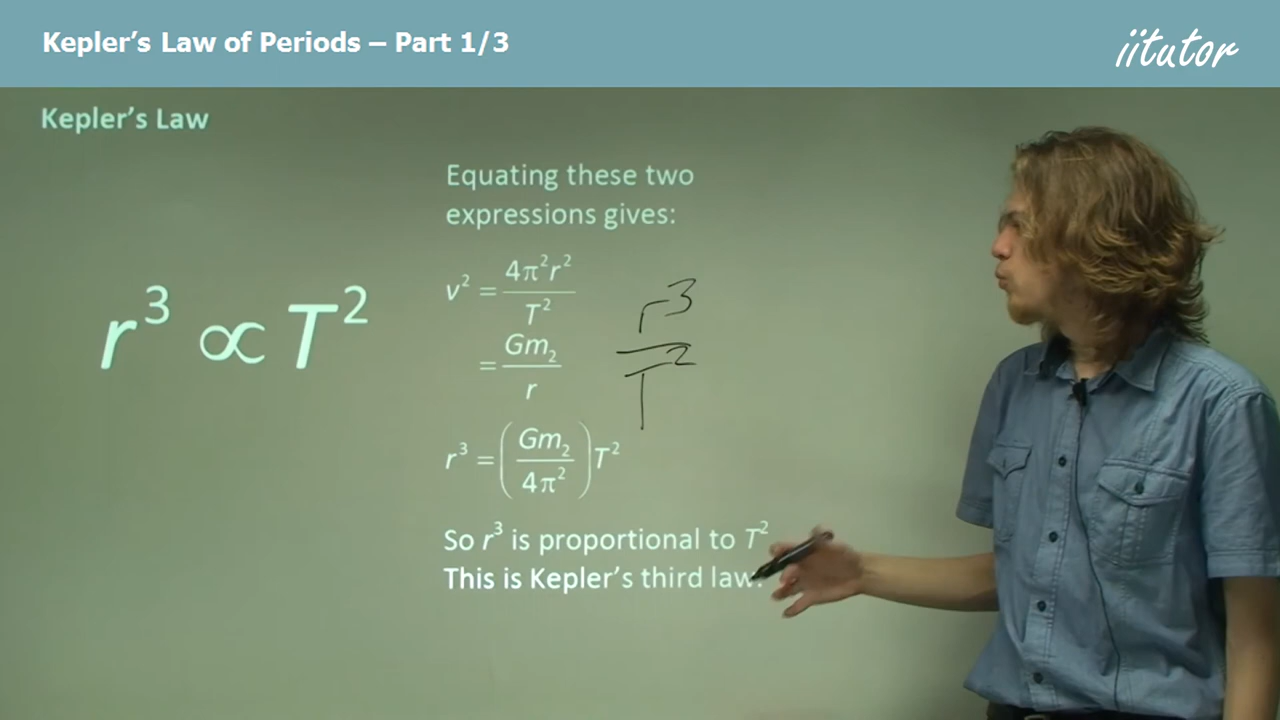 Kepler’s Law of Periods – Part 1/3
iitutor
Kepler’s Law
Equating these two
expressions gives:
v² = 4π²r² / T²
= Gm₂ / r
r³ ∝ T²
r³ / T²
r³ = (Gm₂ / 4π²) T²
So r³ is proportional to T²
This is Kepler’s third law.